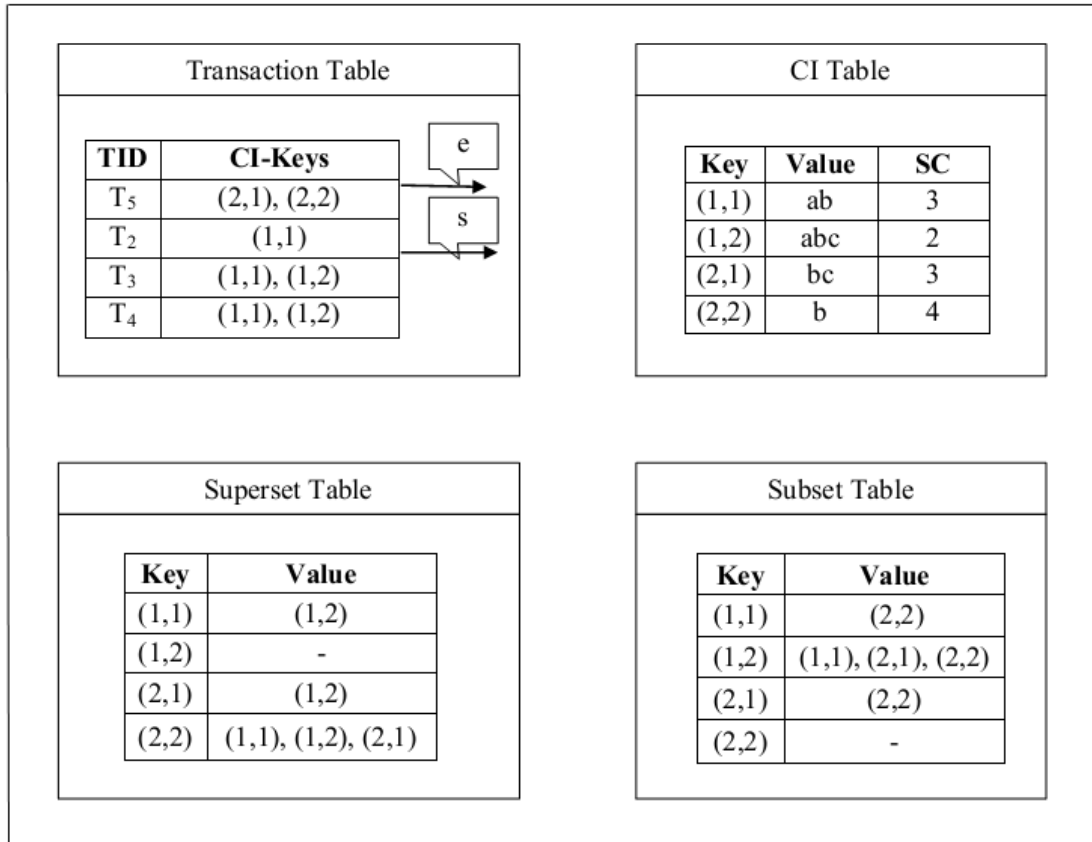 Transaction Table
TID CI-Keys
T5 (2,1), (2,2)
T2 (1,1)
T3 (1,1), (1,2)
T4 (1,1), (1,2)
e
s
CI Table
Key Value SC
(1,1) ab 3
(1,2) abc 2
(2,1) bc 3
(2,2) b 4
Superset Table
Key Value
(1,1) (1,2)
(1,2) -
(2,1) (1,2)
(2,2) (1,1), (1,2), (2,1)
Subset Table
Key Value
(1,1) (2,2)
(1,2) (1,1), (2,1), (2,2)
(2,1) (2,2)
(2,2) -